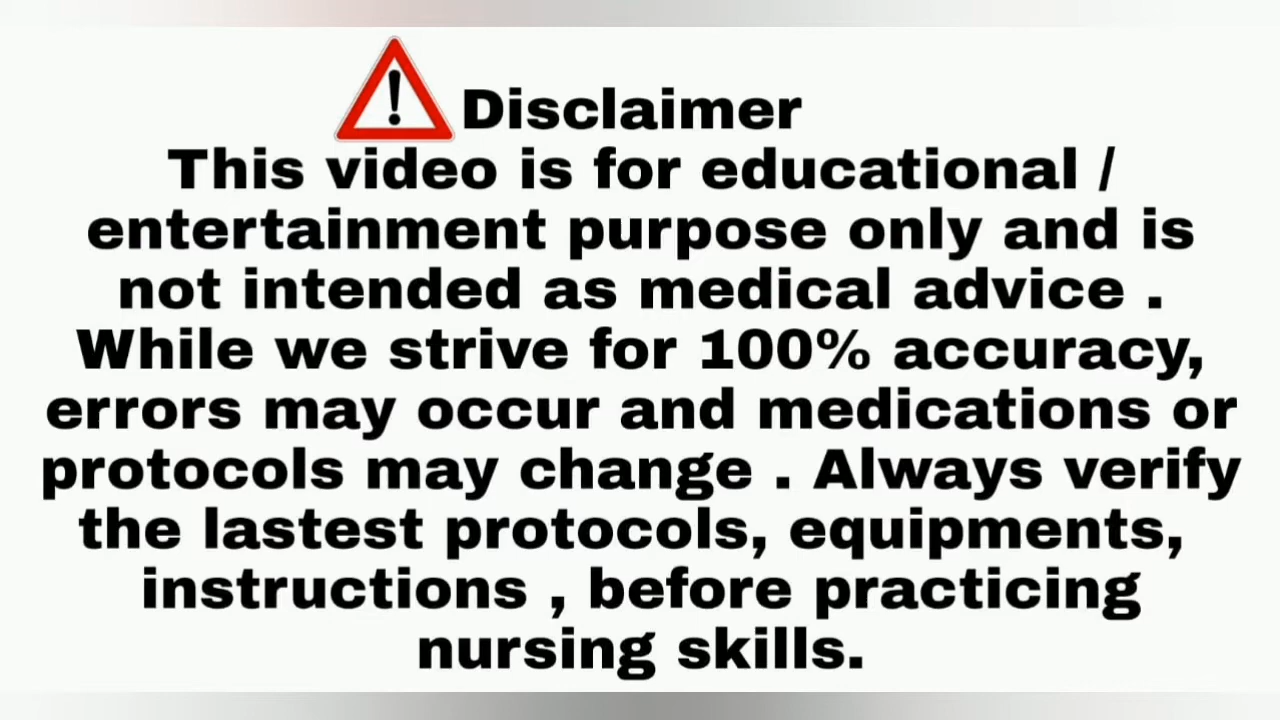 Disclaimer
This video is for educational /
entertainment purpose only and is
not intended as medical advice .
While we strive for 100% accuracy,
errors may occur and medications or
protocols may change . Always verify
the lastest protocols, equipments,
instructions , before practicing
nursing skills.